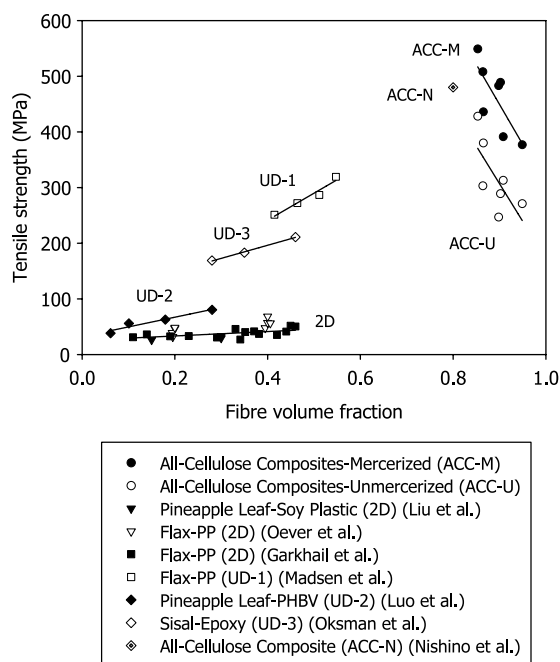 600
500
400
300
200
100
0
Tensile strength (MPa)
ACC-M
ACC-N
UD-1
UD-3
ACC-U
UD-2
2D
0.0 0.2 0.4 0.6 0.8 1.0
Fibre volume fraction
All-Cellulose Composites-Mercerized (ACC-M)
All-Cellulose Composites-Unmercerized (ACC-U)
Pineapple Leaf-Soy Plastic (2D) (Liu et al.)
Flax-PP (2D) (Oever et al.)
Flax-PP (2D) (Garkhail et al.)
Flax-PP (UD-1) (Madsen et al.)
Pineapple Leaf-PHBV (UD-2) (Luo et al.)
Sisal-Epoxy (UD-3) (Oksman et al.)
All-Cellulose Composite (ACC-N) (Nishino et al.)